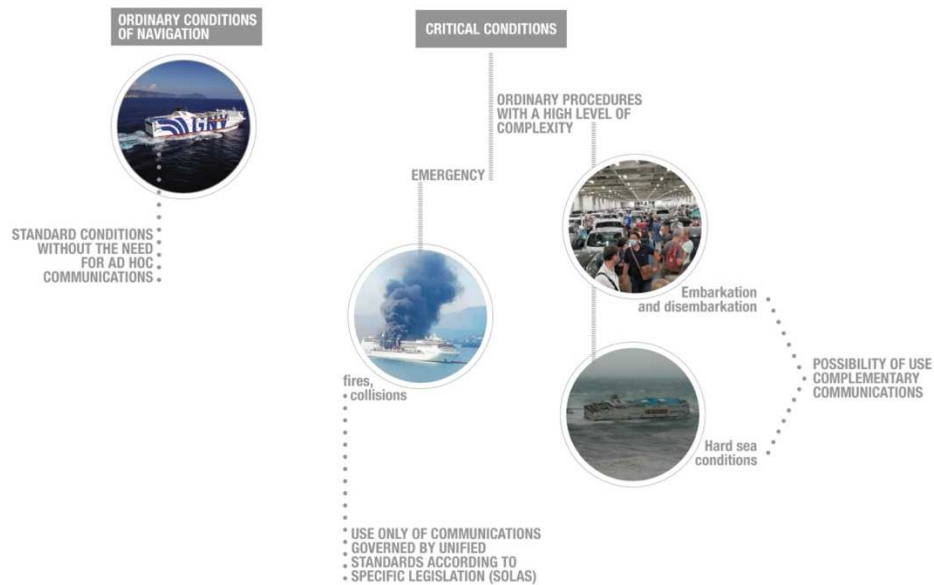 ORDINARY CONDITIONS
OF NAVIGATION
GNV
STANDARD CONDITIONS
WITHOUT THE NEED
FOR AD HOC
COMMUNICATIONS
CRITICAL CONDITIONS
ORDINARY PROCEDURES
WITH A HIGH LEVEL OF
COMPLEXITY
EMERGENCY
fires,
collisions
USE ONLY OF COMMUNICATIONS
GOVERNED BY UNIFIED
STANDARDS ACCORDING TO
SPECIFIC LEGISLATION (SOLAS)
Embarkation
and disembarkation
Hard sea
conditions
POSSIBILITY OF USE
COMPLEMENTARY
COMMUNICATIONS